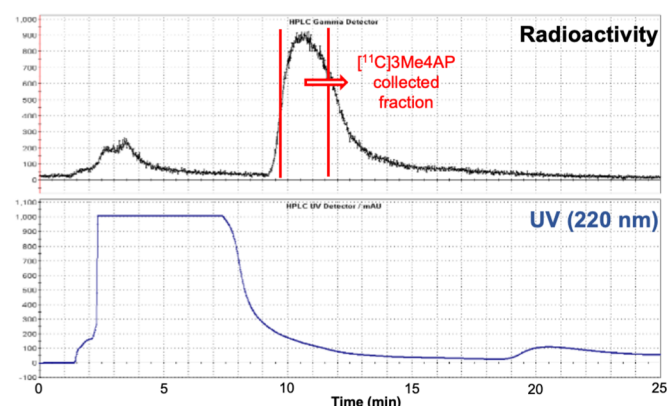 HPLC Gamma Detector
Radioactivity
1,000
900
800
700
600
500
400
300
200
100
0
[¹¹C]3Me4AP
collected
fraction
HPLC UV Detector / mAU
UV (220 nm)
1,100
1,000
900
800
700
600
500
400
300
200
100
0
-100
0 5 10 15 20 25
Time (min)